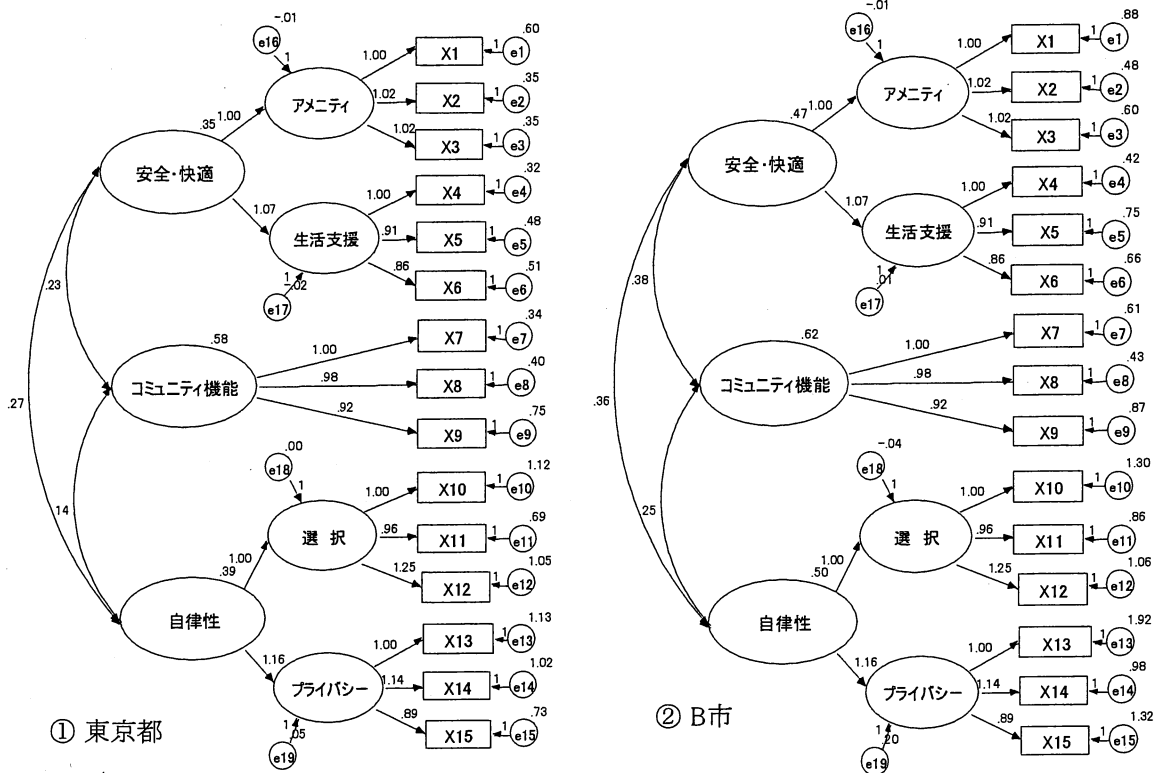 -.01
e16
1
アメニティ
1.00
1.02
1.02
X1
X2
X3
1
1
1
.60
e1
.35
e2
.35
e3
.35
1.00
安全・快適
1.07
生活支援
1.00
.91
.86
X4
X5
X6
1
1
1
.32
e4
.48
e5
.51
e6
1
-.02
e17
.23
.27
.14
.58
コミュニティ機能
1.00
.98
.92
X7
X8
X9
1
1
1
.34
e7
.40
e8
.75
e9
.00
e18
1
選 択
1.00
.96
1.25
X10
X11
X12
1
1
1
1.12
e10
.69
e11
1.05
e12
1.00
.39
自律性
1.16
プライバシー
1.00
1.14
.89
X13
X14
X15
1
1
1
1.13
e13
1.02
e14
.73
e15
1
.05
e19
① 東京都
-.01
e16
1
アメニティ
1.00
1.02
1.02
X1
X2
X3
1
1
1
.88
e1
.48
e2
.60
e3
.47
1.00
安全・快適
1.07
生活支援
1.00
.91
.86
X4
X5
X6
1
1
1
.42
e4
.75
e5
.66
e6
1
.01
e17
.38
.36
.25
.62
コミュニティ機能
1.00
.98
.92
X7
X8
X9
1
1
1
.61
e7
.43
e8
.87
e9
-.04
e18
1
選 択
1.00
.96
1.25
X10
X11
X12
1
1
1
1.30
e10
.86
e11
1.06
e12
1.00
.50
自律性
1.16
プライバシー
1.00
1.14
.89
X13
X14
X15
1
1
1
1.92
e13
.98
e14
1.32
e15
1
.20
e19
② B市